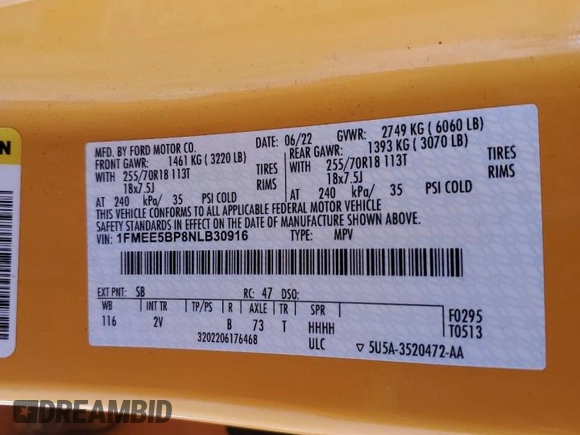 N
MFD. BY FORD MOTOR CO. DATE: 06/22 GVWR: 2749 KG ( 6060 LB)
FRONT GAWR: 1461 KG ( 3220 LB) REAR GAWR: 1393 KG ( 3070 LB)
WITH 255/70R18 113T TIRES WITH 255/70R18 113T TIRES
18x7.5J RIMS 18x7.5J RIMS
AT 240 kPa/ 35 PSI COLD AT 240 kPa/ 35 PSI COLD
THIS VEHICLE CONFORMS TO ALL APPLICABLE FEDERAL MOTOR VEHICLE
SAFETY STANDARDS IN EFFECT ON THE DATE OF MANUFACTURE SHOWN ABOVE.
VIN: 1FMEE5BP8NLB30916 TYPE: MPV
EXT PNT: SB RC: 47 DSO:
WB INT TR TP/PS R AXLE TR SPR F0295
116 2V B 73 T HHHH T0513
3202206176468 ULC ▽ 5U5A-3520472-AA
DREAMBID